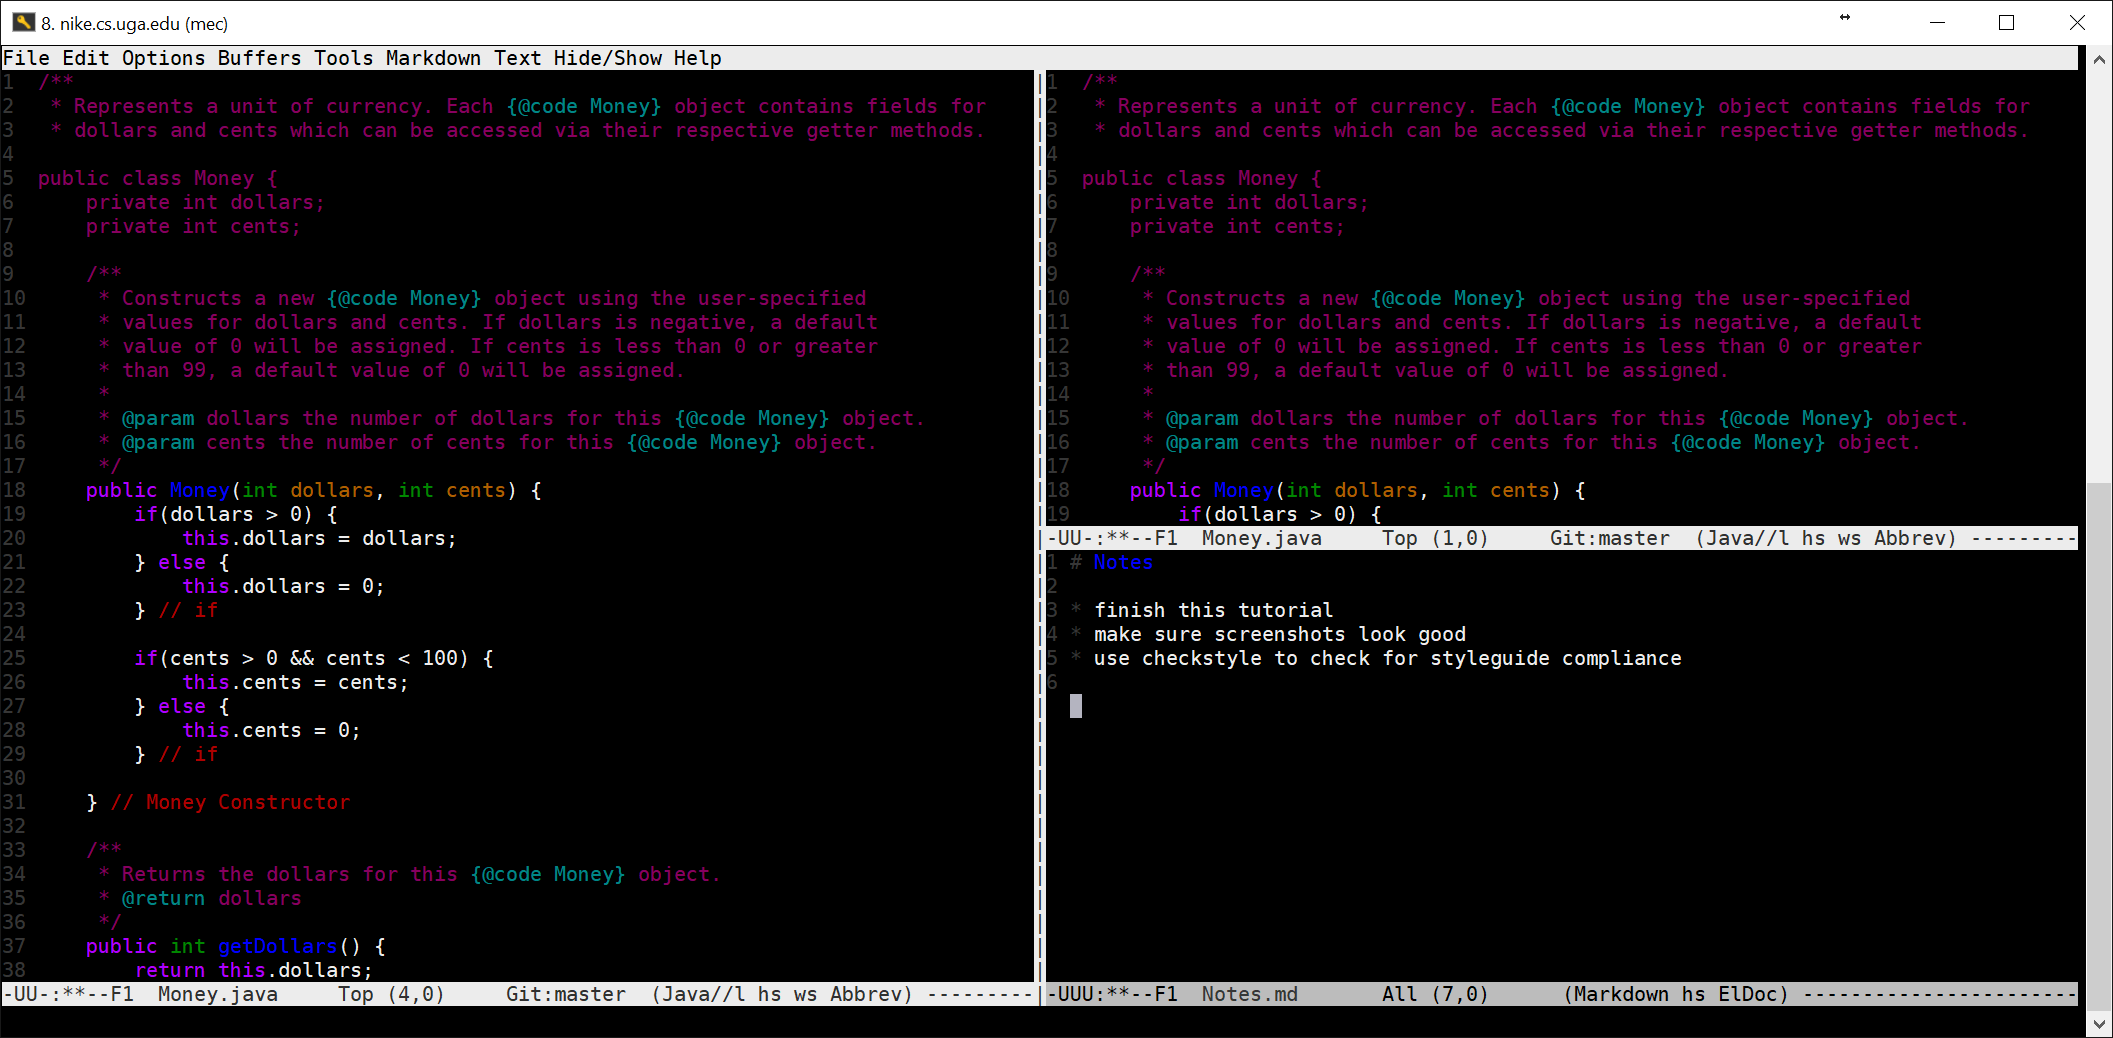 8. nike.cs.uga.edu (mec)
File Edit Options Buffers Tools Markdown Text Hide/Show Help
1  /**
2   * Represents a unit of currency. Each {@code Money} object contains fields for
3   * dollars and cents which can be accessed via their respective getter methods.
4
5  public class Money {
6      private int dollars;
7      private int cents;
8
9      /**
10      * Constructs a new {@code Money} object using the user-specified
11      * values for dollars and cents. If dollars is negative, a default
12      * value of 0 will be assigned. If cents is less than 0 or greater
13      * than 99, a default value of 0 will be assigned.
14      *
15      * @param dollars the number of dollars for this {@code Money} object.
16      * @param cents the number of cents for this {@code Money} object.
17      */
18     public Money(int dollars, int cents) {
19         if(dollars > 0) {
20             this.dollars = dollars;
21         } else {
22             this.dollars = 0;
23         } // if
24
25         if(cents > 0 && cents < 100) {
26             this.cents = cents;
27         } else {
28             this.cents = 0;
29         } // if
30
31     } // Money Constructor
32
33     /**
34      * Returns the dollars for this {@code Money} object.
35      * @return dollars
36      */
37     public int getDollars() {
38         return this.dollars;
-UU-:**--F1  Money.java     Top (4,0)     Git:master  (Java//l hs ws Abbrev) ---------
1  /**
2   * Represents a unit of currency. Each {@code Money} object contains fields for
3   * dollars and cents which can be accessed via their respective getter methods.
4
5  public class Money {
6      private int dollars;
7      private int cents;
8
9      /**
10      * Constructs a new {@code Money} object using the user-specified
11      * values for dollars and cents. If dollars is negative, a default
12      * value of 0 will be assigned. If cents is less than 0 or greater
13      * than 99, a default value of 0 will be assigned.
14      *
15      * @param dollars the number of dollars for this {@code Money} object.
16      * @param cents the number of cents for this {@code Money} object.
17      */
18     public Money(int dollars, int cents) {
19         if(dollars > 0) {
-UU-:**--F1  Money.java     Top (1,0)     Git:master  (Java//l hs ws Abbrev) ---------
1 # Notes
2
3 * finish this tutorial
4 * make sure screenshots look good
5 * use checkstyle to check for styleguide compliance
6
-UUU:**--F1  Notes.md       All (7,0)      (Markdown hs ElDoc) -----------------------